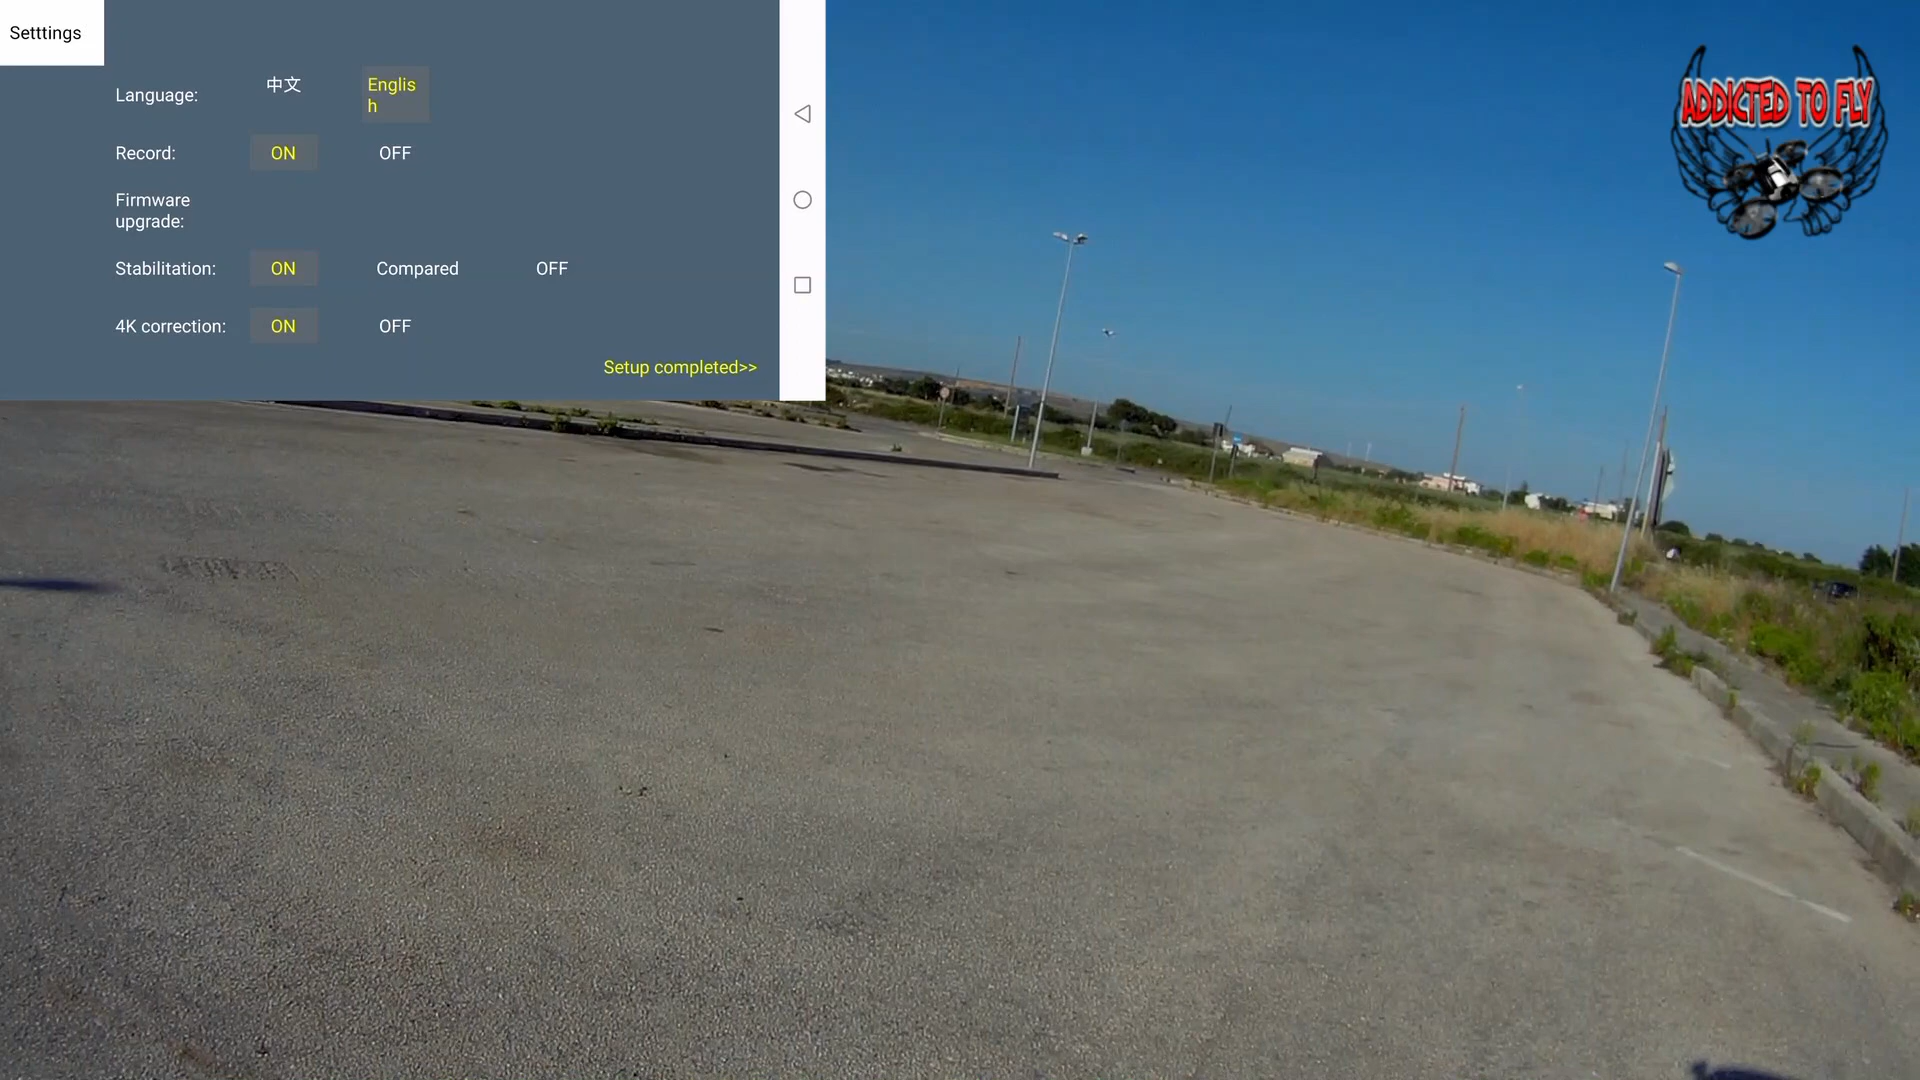 Setttings
Language: 中文 Englis
h
Record: ON OFF
Firmware
upgrade:
Stabilitation: ON Compared OFF
4K correction: ON OFF
Setup completed>>
ADDICTED TO FLY